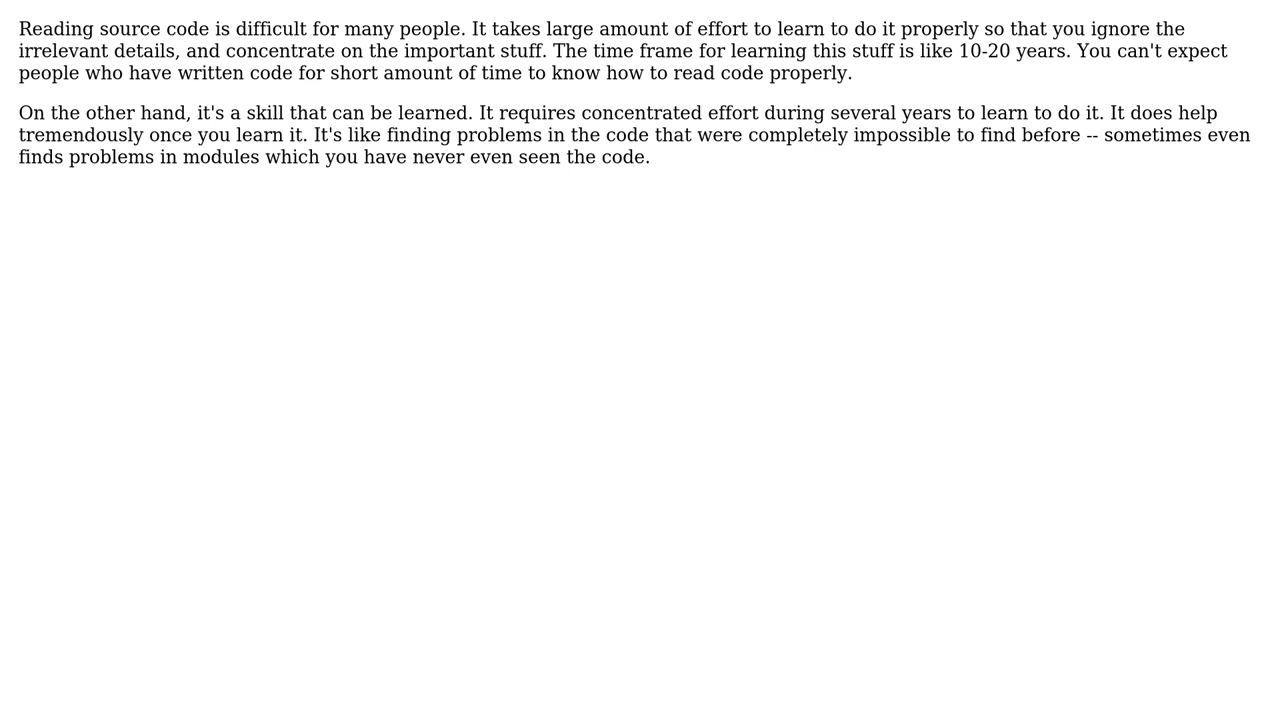 Reading source code is difficult for many people. It takes large amount of effort to learn to do it properly so that you ignore the
irrelevant details, and concentrate on the important stuff. The time frame for learning this stuff is like 10-20 years. You can't expect
people who have written code for short amount of time to know how to read code properly.
On the other hand, it's a skill that can be learned. It requires concentrated effort during several years to learn to do it. It does help
tremendously once you learn it. It's like finding problems in the code that were completely impossible to find before -- sometimes even
finds problems in modules which you have never even seen the code.